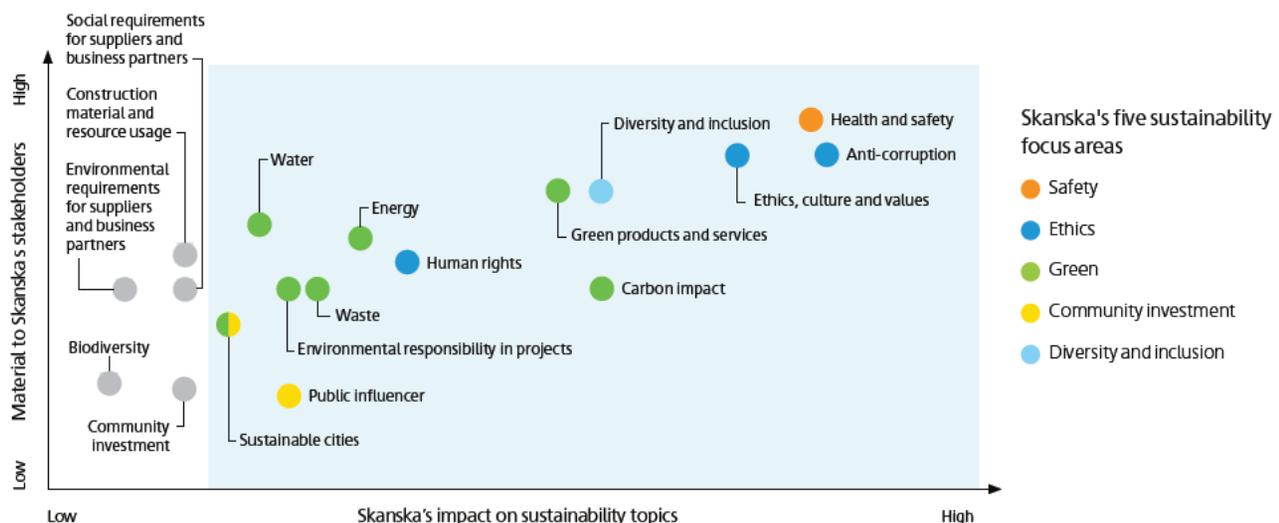 Social requirements
for suppliers and
business partners
Construction
material and
resource usage
Environmental
requirements
for suppliers
and business
partners
Biodiversity
Community
investment
Water
Energy
Human rights
Waste
Environmental responsibility in projects
Public influencer
Sustainable cities
Diversity and inclusion
Health and safety
Anti-corruption
Ethics, culture and values
Green products and services
Carbon impact
High
Material to Skanska's stakeholders
Low
Low
Skanska's impact on sustainability topics
High
Skanska's five sustainability
focus areas
Safety
Ethics
Green
Community investment
Diversity and inclusion